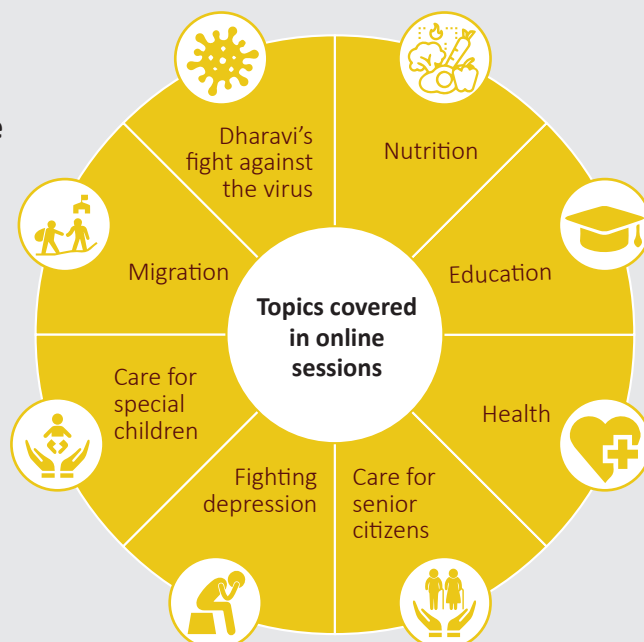 e
Dharavi's
fight against
the virus
Nutrition
Education
Health
Care for
senior
citizens
Fighting
depression
Care for
special
children
Migration
Topics covered
in online
sessions